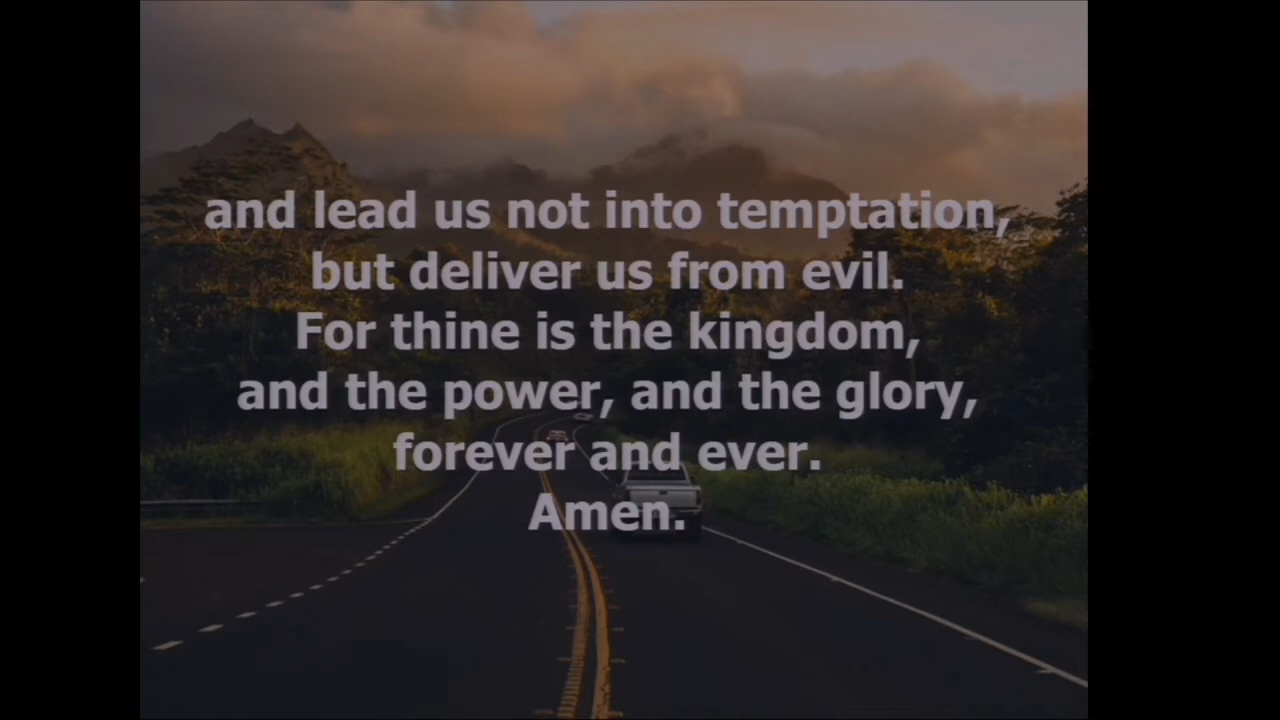 and lead us not into temptation,
but deliver us from evil.
For thine is the kingdom,
and the power, and the glory,
forever and ever.
Amen.